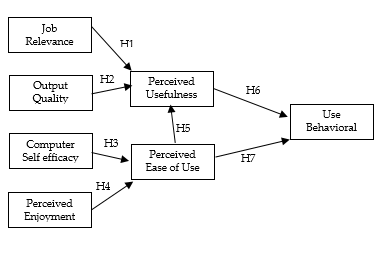 Job
Relevance
H1
Output
Quality
H2
Perceived
Usefulness
H6
Use
Behavioral
H5
Computer
Self efficacy
H3
Perceived
Ease of Use
H7
H4
Perceived
Enjoyment